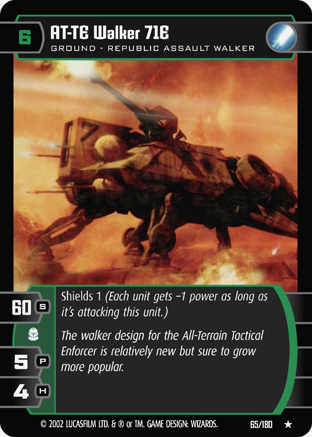 6
AT-TE Walker 71E
GROUND - REPUBLIC ASSAULT WALKER
Shields 1 (Each unit gets –1 power as long as
it's attacking this unit.)
60 S
The walker design for the All-Terrain Tactical
Enforcer is relatively new but sure to grow
more popular.
5 P
4 H
© 2002 LUCASFILM LTD. & ® or TM. GAME DESIGN: WIZARDS.
65/180